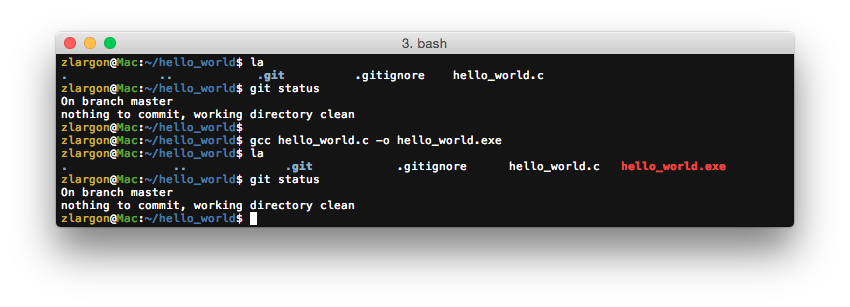 3. bash
zlargon@Mac:~/hello_world$ la
. .. .git .gitignore hello_world.c
zlargon@Mac:~/hello_world$ git status
On branch master
nothing to commit, working directory clean
zlargon@Mac:~/hello_world$
zlargon@Mac:~/hello_world$ gcc hello_world.c -o hello_world.exe
zlargon@Mac:~/hello_world$ la
. .. .git .gitignore hello_world.c hello_world.exe
zlargon@Mac:~/hello_world$ git status
On branch master
nothing to commit, working directory clean
zlargon@Mac:~/hello_world$